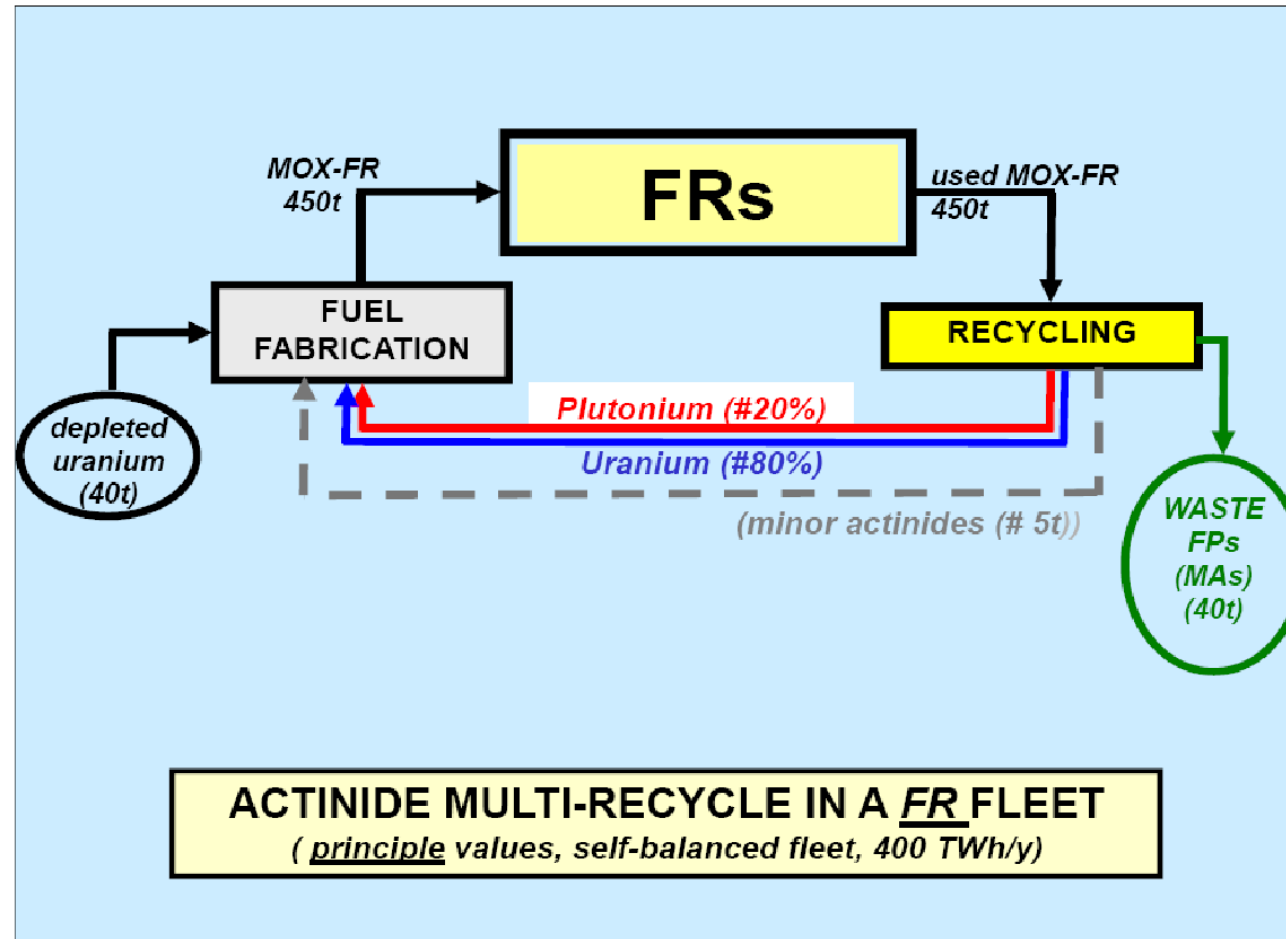 MOX-FR
450t
FRs
used MOX-FR
450t
FUEL
FABRICATION
RECYCLING
depleted
uranium
(40t)
Plutonium (#20%)
Uranium (#80%)
(minor actinides (# 5t))
WASTE
FPs
(MAs)
(40t)
ACTINIDE MULTI-RECYCLE IN A FR FLEET
( principle values, self-balanced fleet, 400 TWh/y)